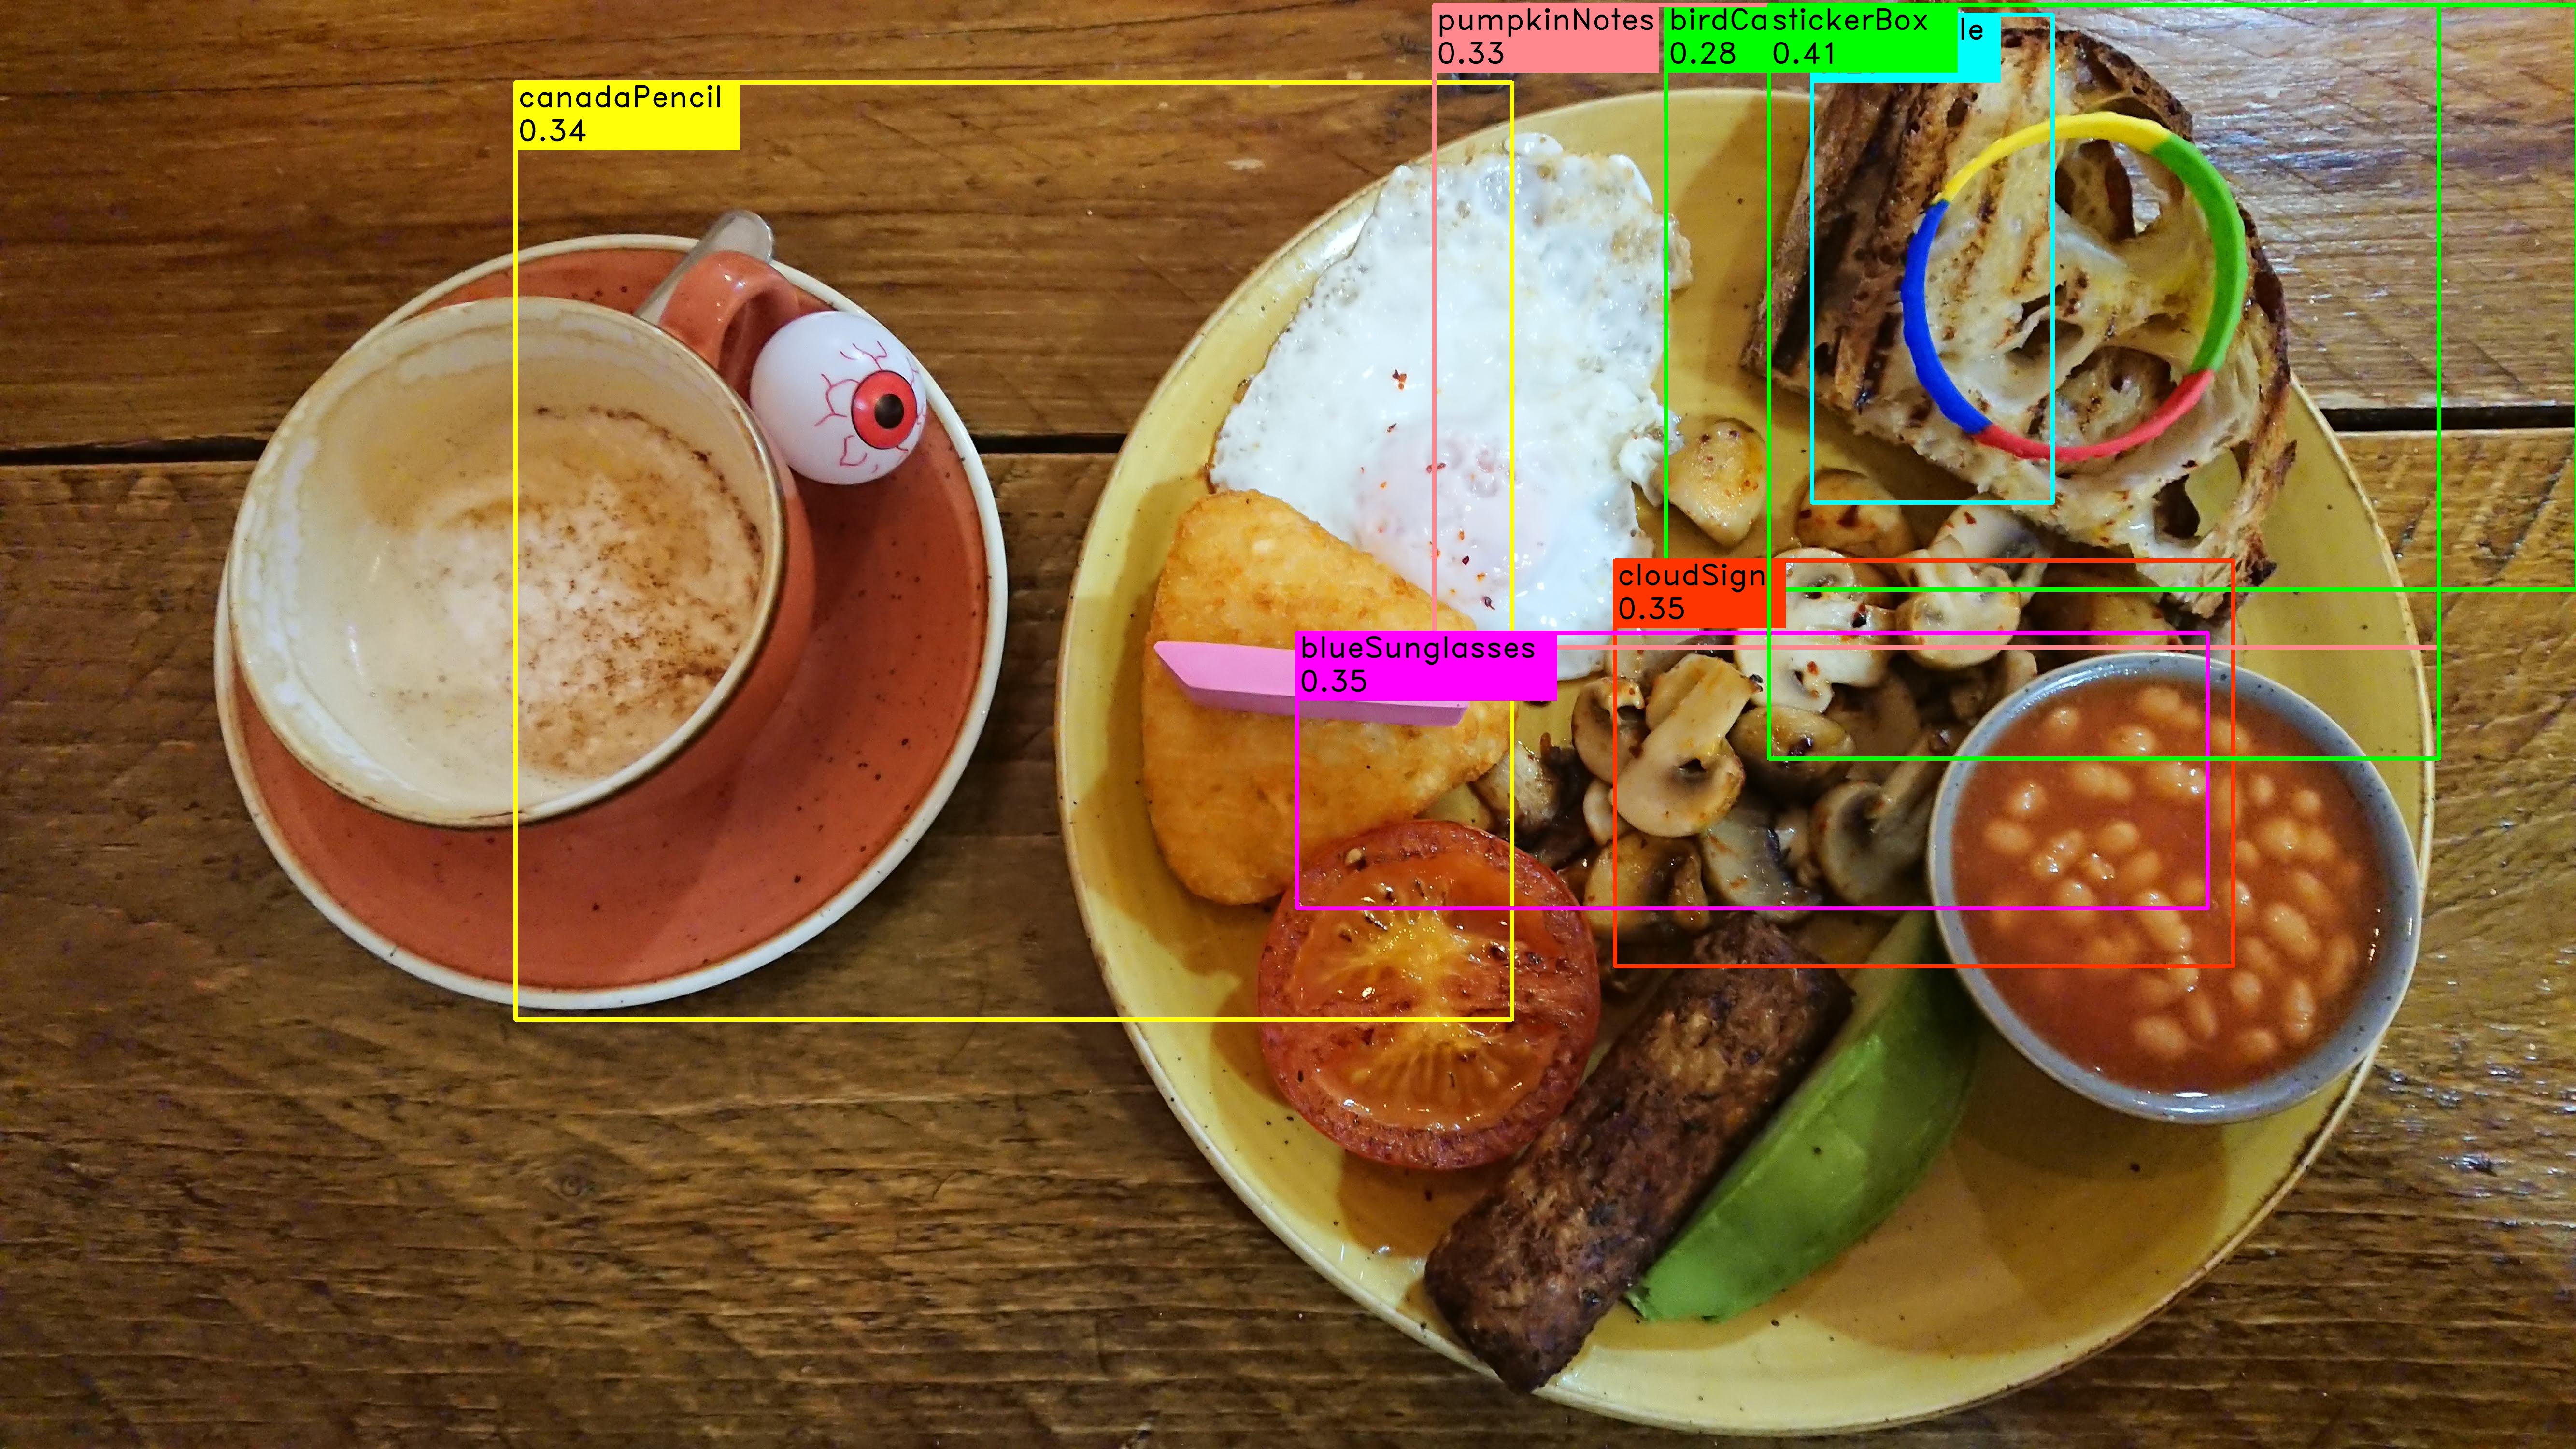 pumpkinNotes
0.33
birdCa
0.28
stickerBox
0.41
le
canadaPencil
0.34
cloudSign
0.35
blueSunglasses
0.35